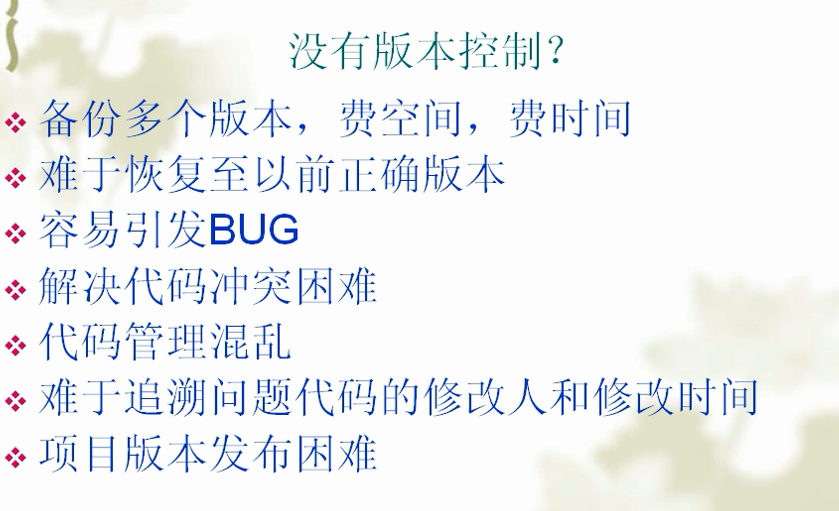 没有版本控制？
备份多个版本，费空间，费时间
难于恢复至以前正确版本
容易引发BUG
解决代码冲突困难
代码管理混乱
难于追溯问题代码的修改人和修改时间
项目版本发布困难